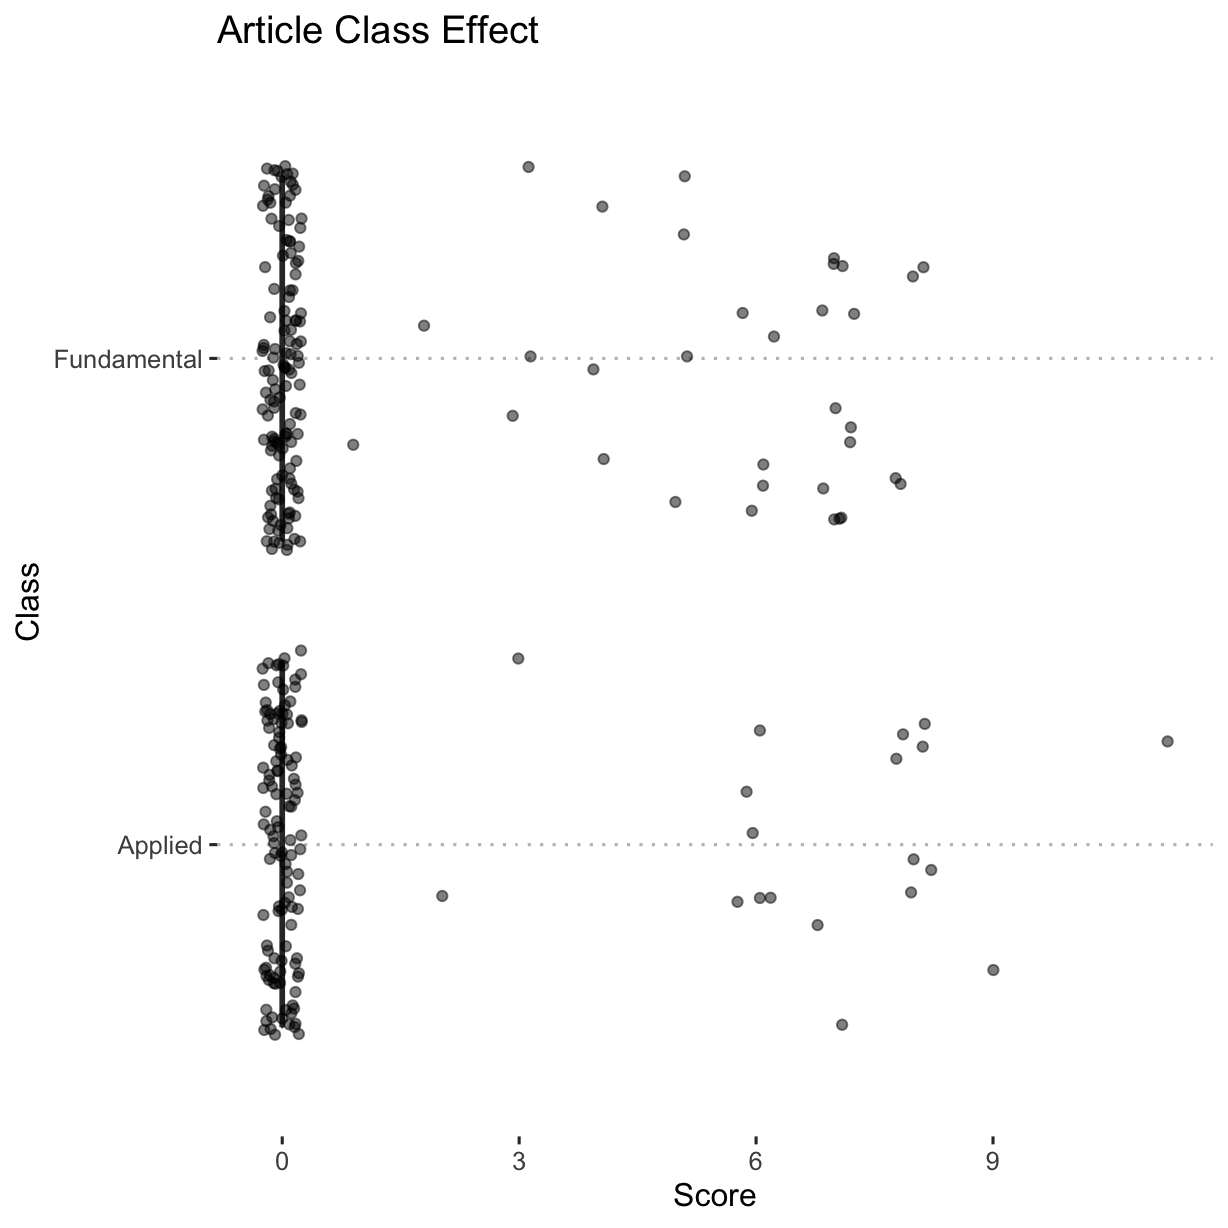 Article Class Effect
Fundamental
Class
Applied
0 3 6 9
Score